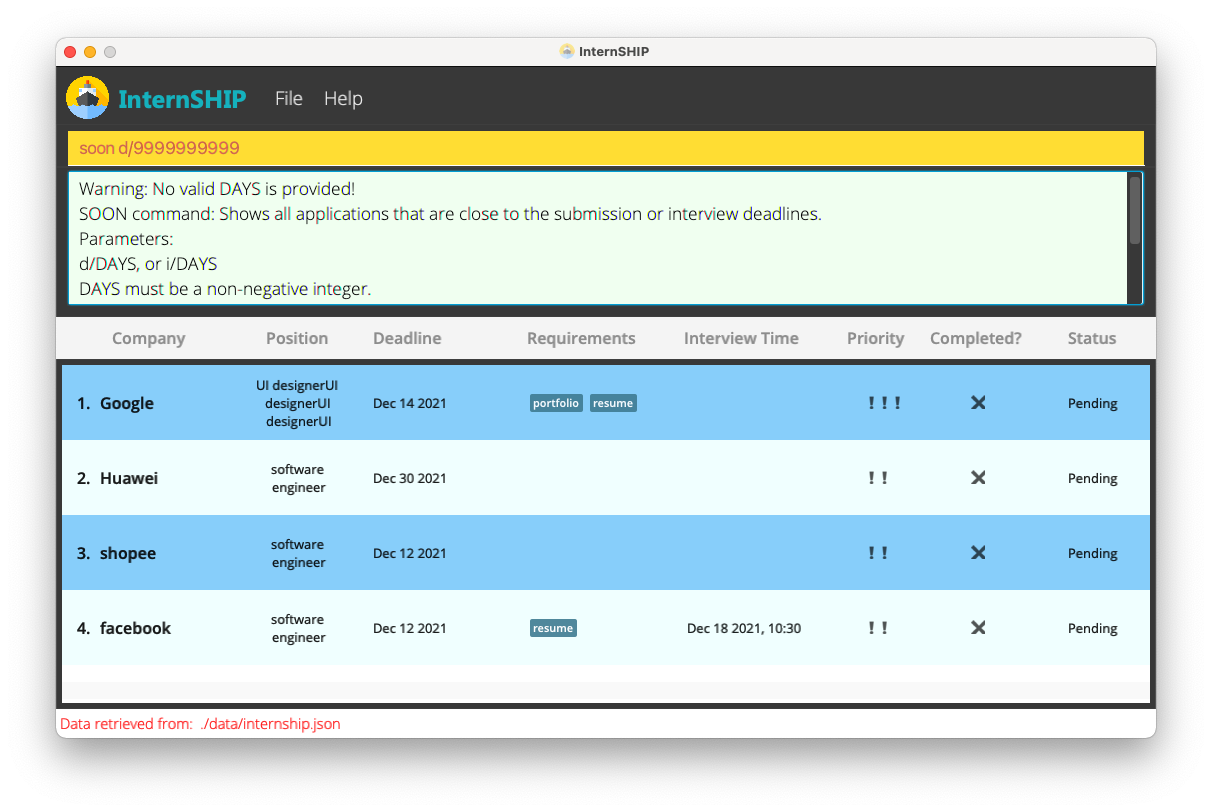 InternSHIP
InternSHIP File Help
soon d/9999999999
Warning: No valid DAYS is provided!
SOON command: Shows all applications that are close to the submission or interview deadlines.
Parameters:
d/DAYS, or i/DAYS
DAYS must be a non-negative integer.
Company Position Deadline Requirements Interview Time Priority Completed? Status
UI designerUI
1. Google designerUI Dec 14 2021 portfolio resume ! ! ! Pending
designerUI
software
2. Huawei Dec 30 2021 ! ! Pending
engineer
software
3. shopee Dec 12 2021 ! ! Pending
engineer
software
4. facebook Dec 12 2021 resume Dec 18 2021, 10:30 ! ! Pending
engineer
Data retrieved from: ./data/internship.json